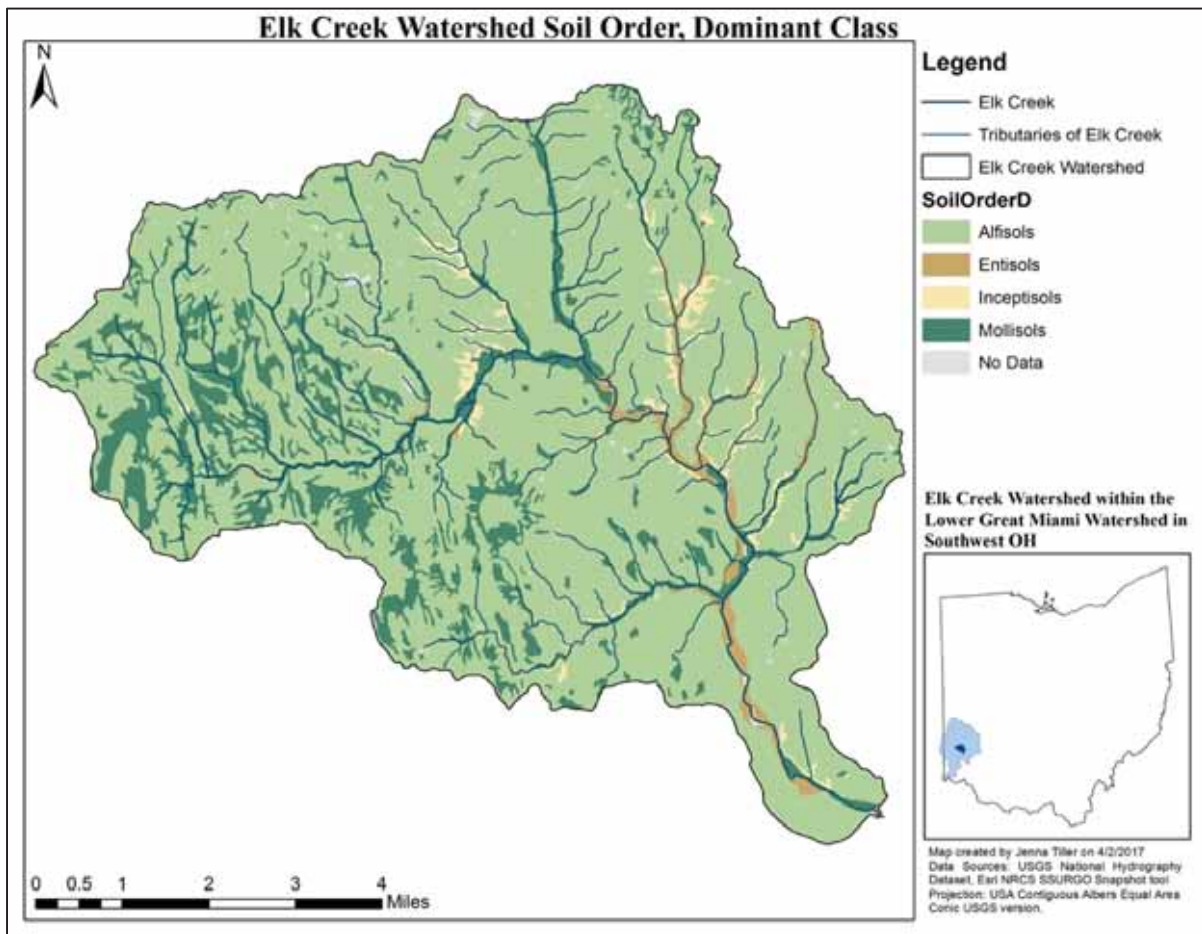 Elk Creek Watershed Soil Order, Dominant Class
N
Legend
Elk Creek
Tributaries of Elk Creek
Elk Creek Watershed
SoilOrderD
Alfisols
Entisols
Inceptisols
Mollisols
No Data
Elk Creek Watershed within the
Lower Great Miami Watershed in
Southwest OH
Map created by Jenna Tiller on 4/2/2017
Data Sources: USGS National Hydrography
Dataset, Esri NRCS SSURGO Snapshot tool
Projection: USA Contiguous Albers Equal Area
Conic USGS version.
0 0.5 1 2 3 4
Miles